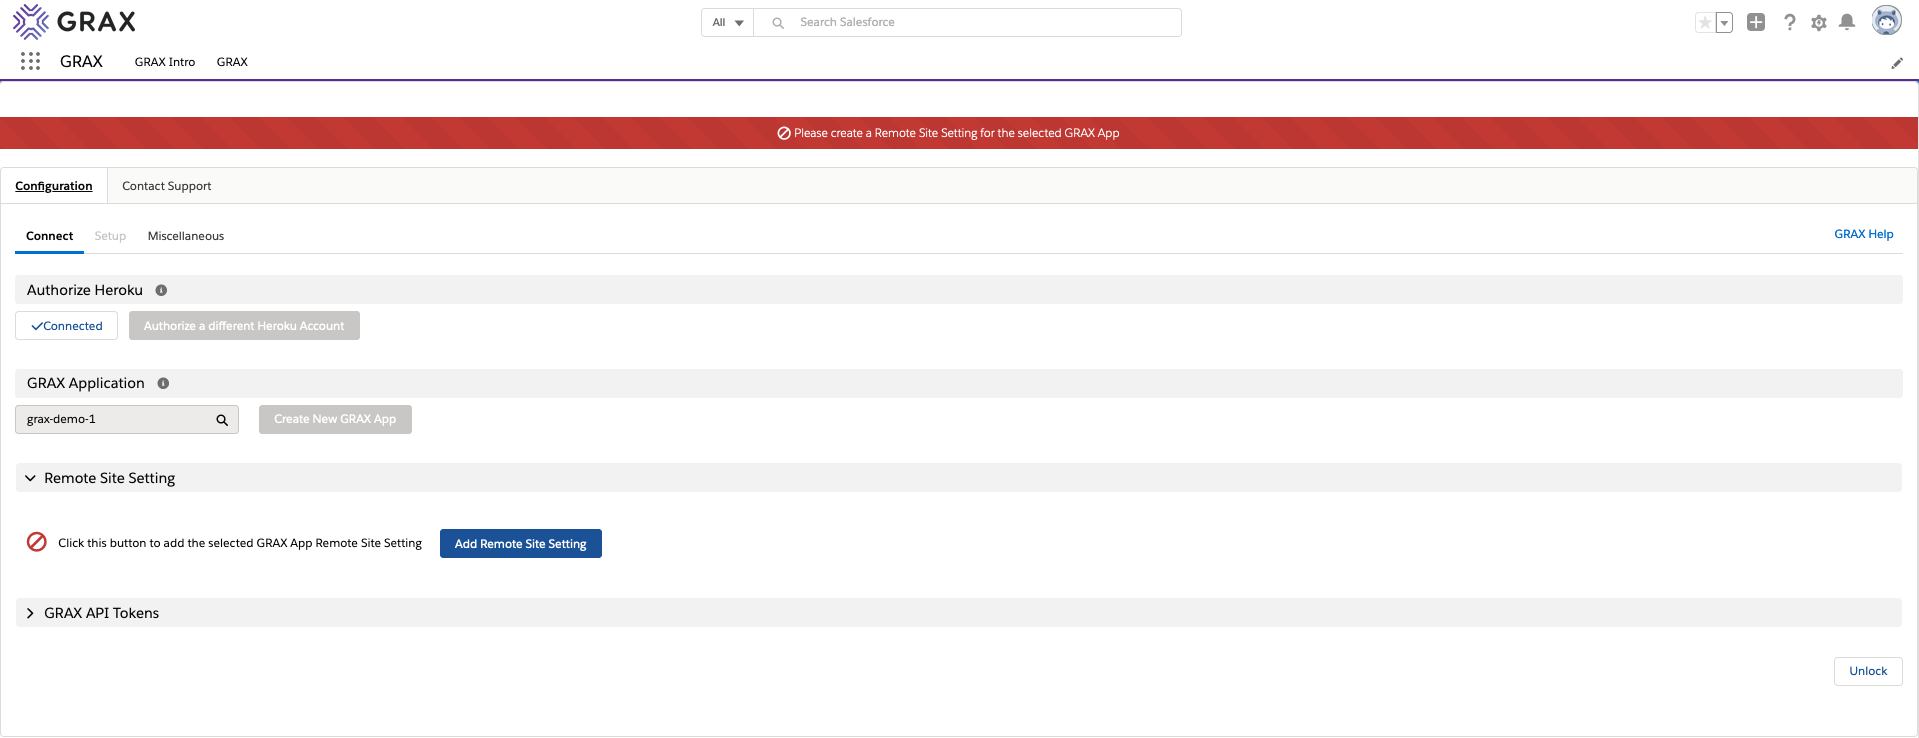 GRAX
All
Search Salesforce
GRAX
GRAX Intro
GRAX
Please create a Remote Site Setting for the selected GRAX App
Configuration
Contact Support
Connect
Setup
Miscellaneous
GRAX Help
Authorize Heroku
Connected
Authorize a different Heroku Account
GRAX Application
grax-demo-1
Create New GRAX App
Remote Site Setting
Click this button to add the selected GRAX App Remote Site Setting
Add Remote Site Setting
GRAX API Tokens
Unlock